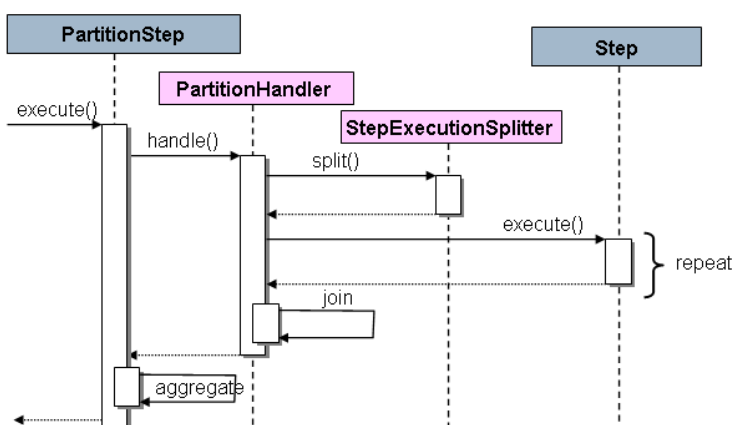 PartitionStep
Step
PartitionHandler
StepExecutionSplitter
execute()
handle()
split()
execute()
repeat
join
aggregate